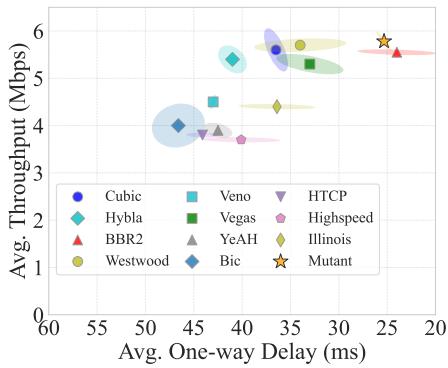 Avg. Throughput (Mbps)
6
5
4
3
2
1
0
Cubic Veno HTCP
Hybla Vegas Highspeed
BBR2 YeAH Illinois
Westwood Bic Mutant
60 55 50 45 40 35 30 25 20
Avg. One-way Delay (ms)